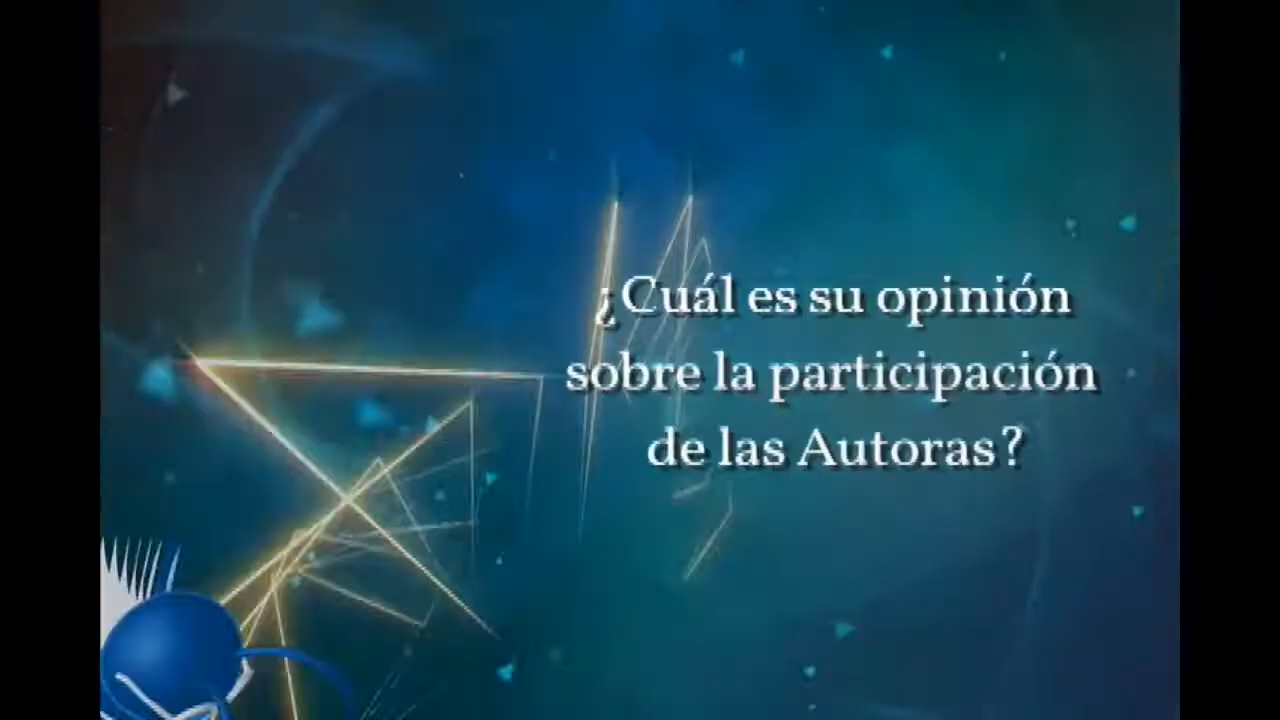 ¿Cuál es su opinión
sobre la participación
de las Autoras?